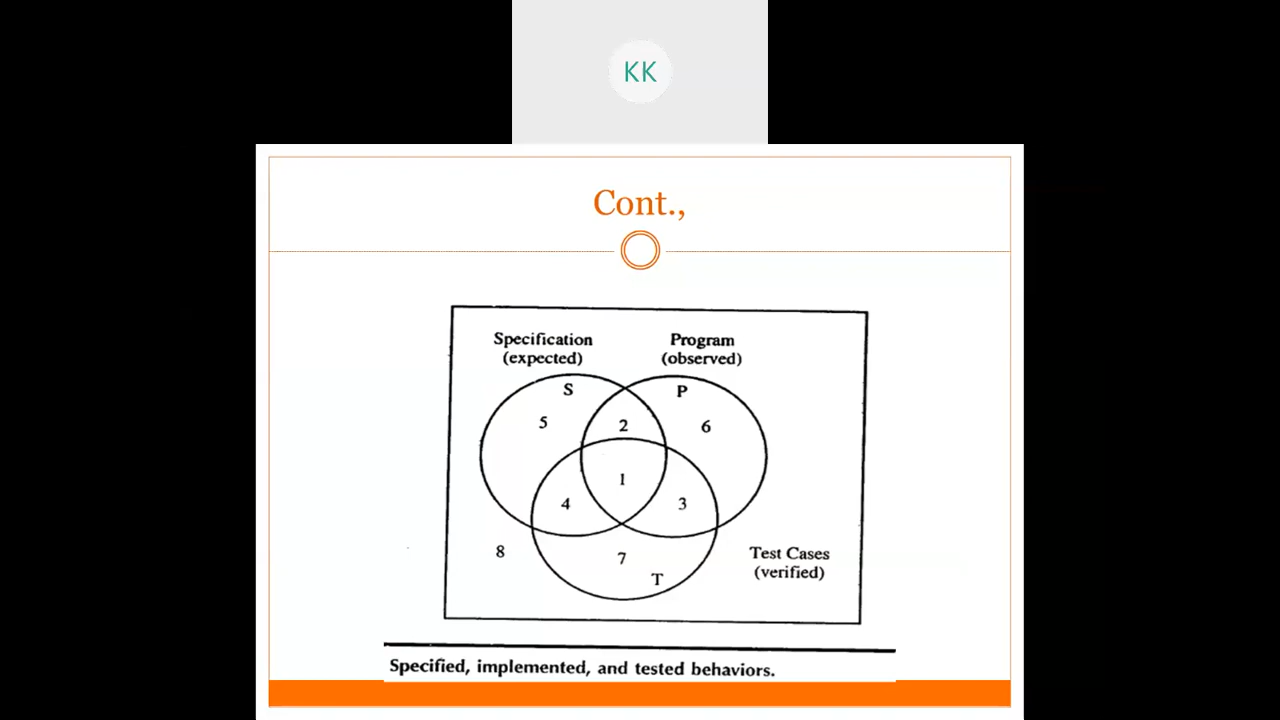 KK
Cont.,
Specification
(expected)
Program
(observed)
S
P
5
2
6
1
4
3
8
7
T
Test Cases
(verified)
Specified, implemented, and tested behaviors.